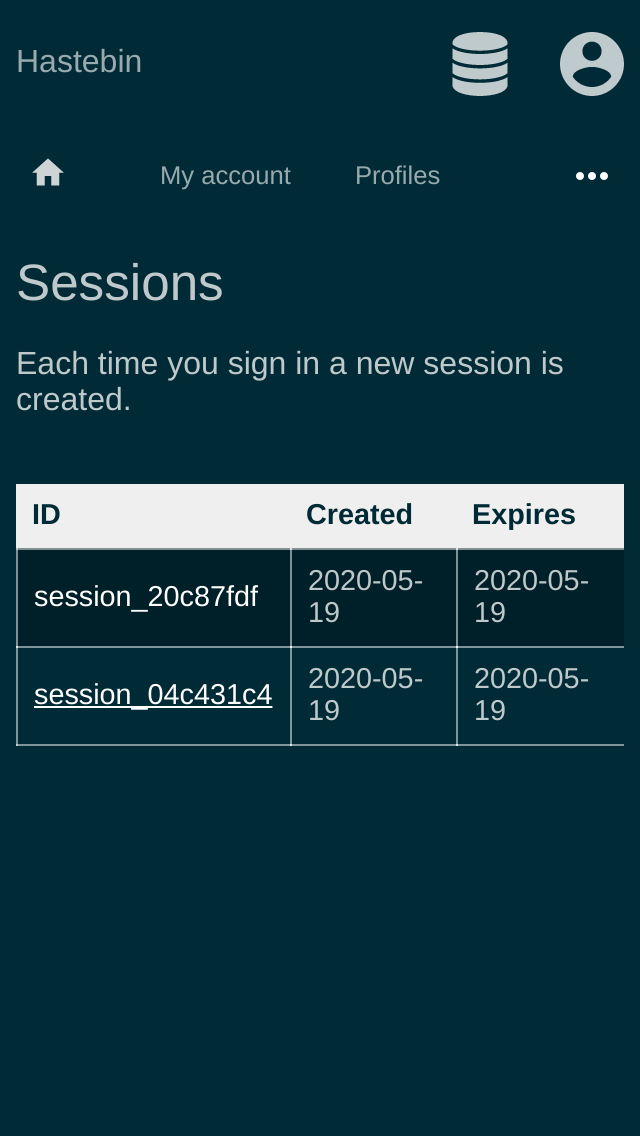 Hastebin
My account Profiles
Sessions
Each time you sign in a new session is
created.
ID Created Expires
session_20c87fdf 2020-05-19 2020-05-19
session_04c431c4 2020-05-19 2020-05-19